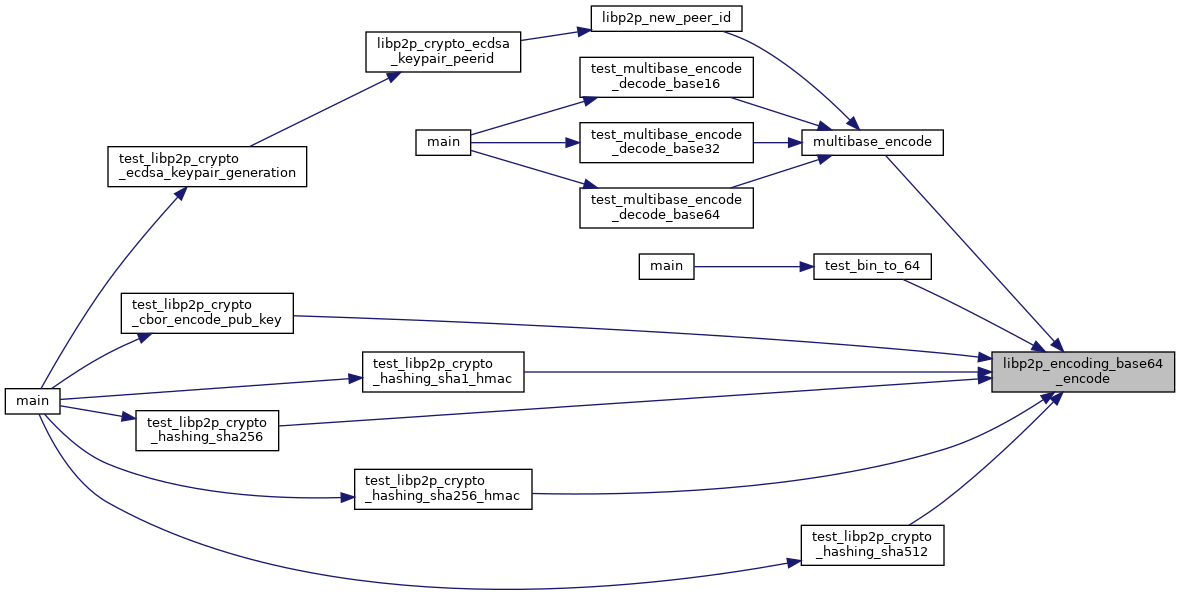 libp2p_new_peer_id
libp2p_crypto_ecdsa
_keypair_peerid
test_multibase_encode
_decode_base16
test_multibase_encode
_decode_base32
main
multibase_encode
test_libp2p_crypto
_ecdsa_keypair_generation
test_multibase_encode
_decode_base64
main
test_bin_to_64
test_libp2p_crypto
_cbor_encode_pub_key
libp2p_encoding_base64
_encode
test_libp2p_crypto
_hashing_sha1_hmac
main
test_libp2p_crypto
_hashing_sha256
test_libp2p_crypto
_hashing_sha256_hmac
test_libp2p_crypto
_hashing_sha512